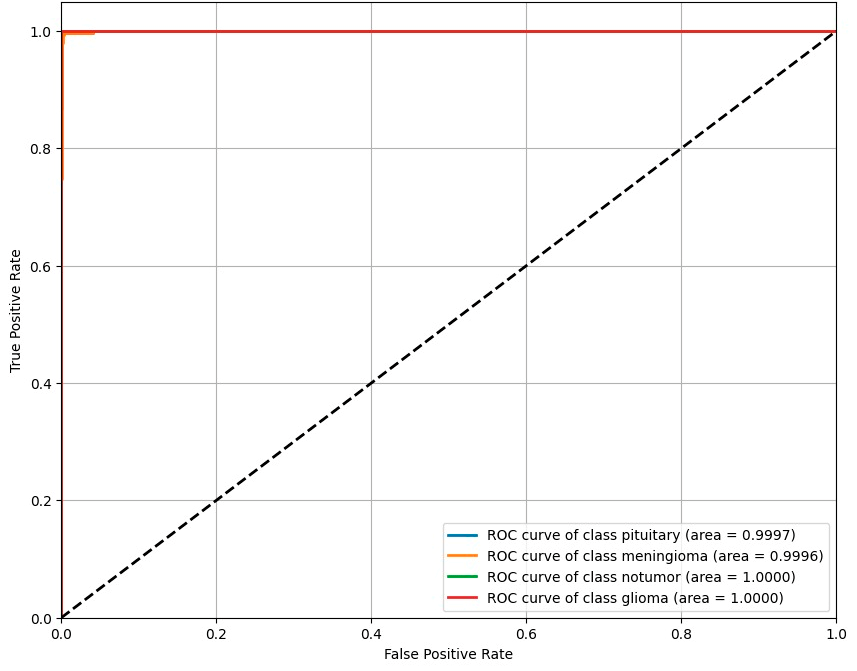 1.0
0.8
0.6
0.4
0.2
0.0
True Positive Rate
ROC curve of class pituitary (area = 0.9997)
ROC curve of class meningioma (area = 0.9996)
ROC curve of class notumor (area = 1.0000)
ROC curve of class glioma (area = 1.0000)
0.0 0.2 0.4 0.6 0.8 1.0
False Positive Rate